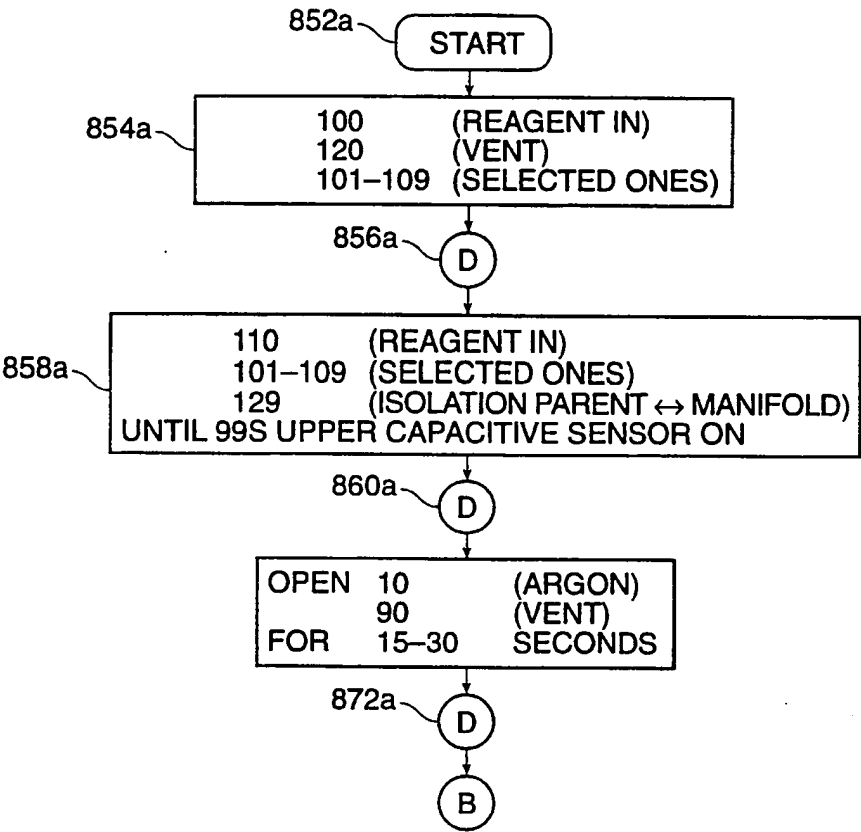 852a
START
854a
100 (REAGENT IN)
120 (VENT)
101–109 (SELECTED ONES)
856a
D
858a
110 (REAGENT IN)
101–109 (SELECTED ONES)
129 (ISOLATION PARENT ↔ MANIFOLD)
UNTIL 99S UPPER CAPACITIVE SENSOR ON
860a
D
OPEN 10 (ARGON)
90 (VENT)
FOR 15–30 SECONDS
872a
D
B